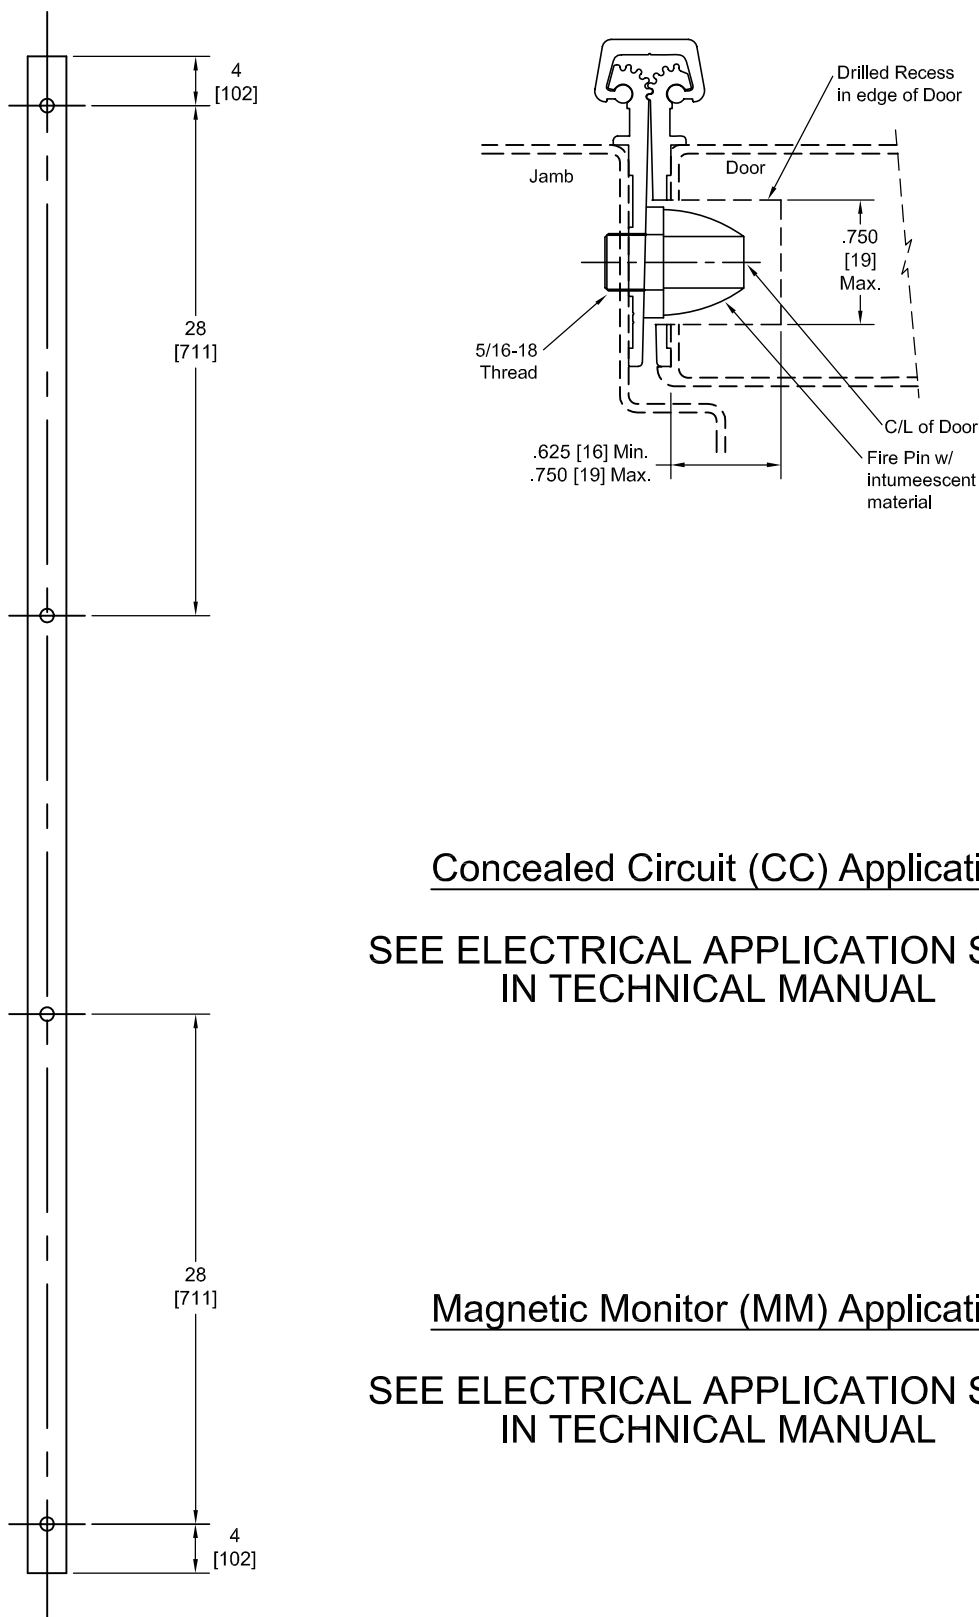 4
[102]
28
[711]
28
[711]
4
[102]
Drilled Recess
in edge of Door
Jamb
Door
.750
[19]
Max.
5/16-18
Thread
C/L of Door
.625 [16] Min.
.750 [19] Max.
Fire Pin w/
intumeescent
material
Concealed Circuit (CC)
SEE ELECTRICAL APPLICATION
IN TECHNICAL MANUAL
Magnetic Monitor (MM)
SEE ELECTRICAL APPLICATION
IN TECHNICAL MANUAL